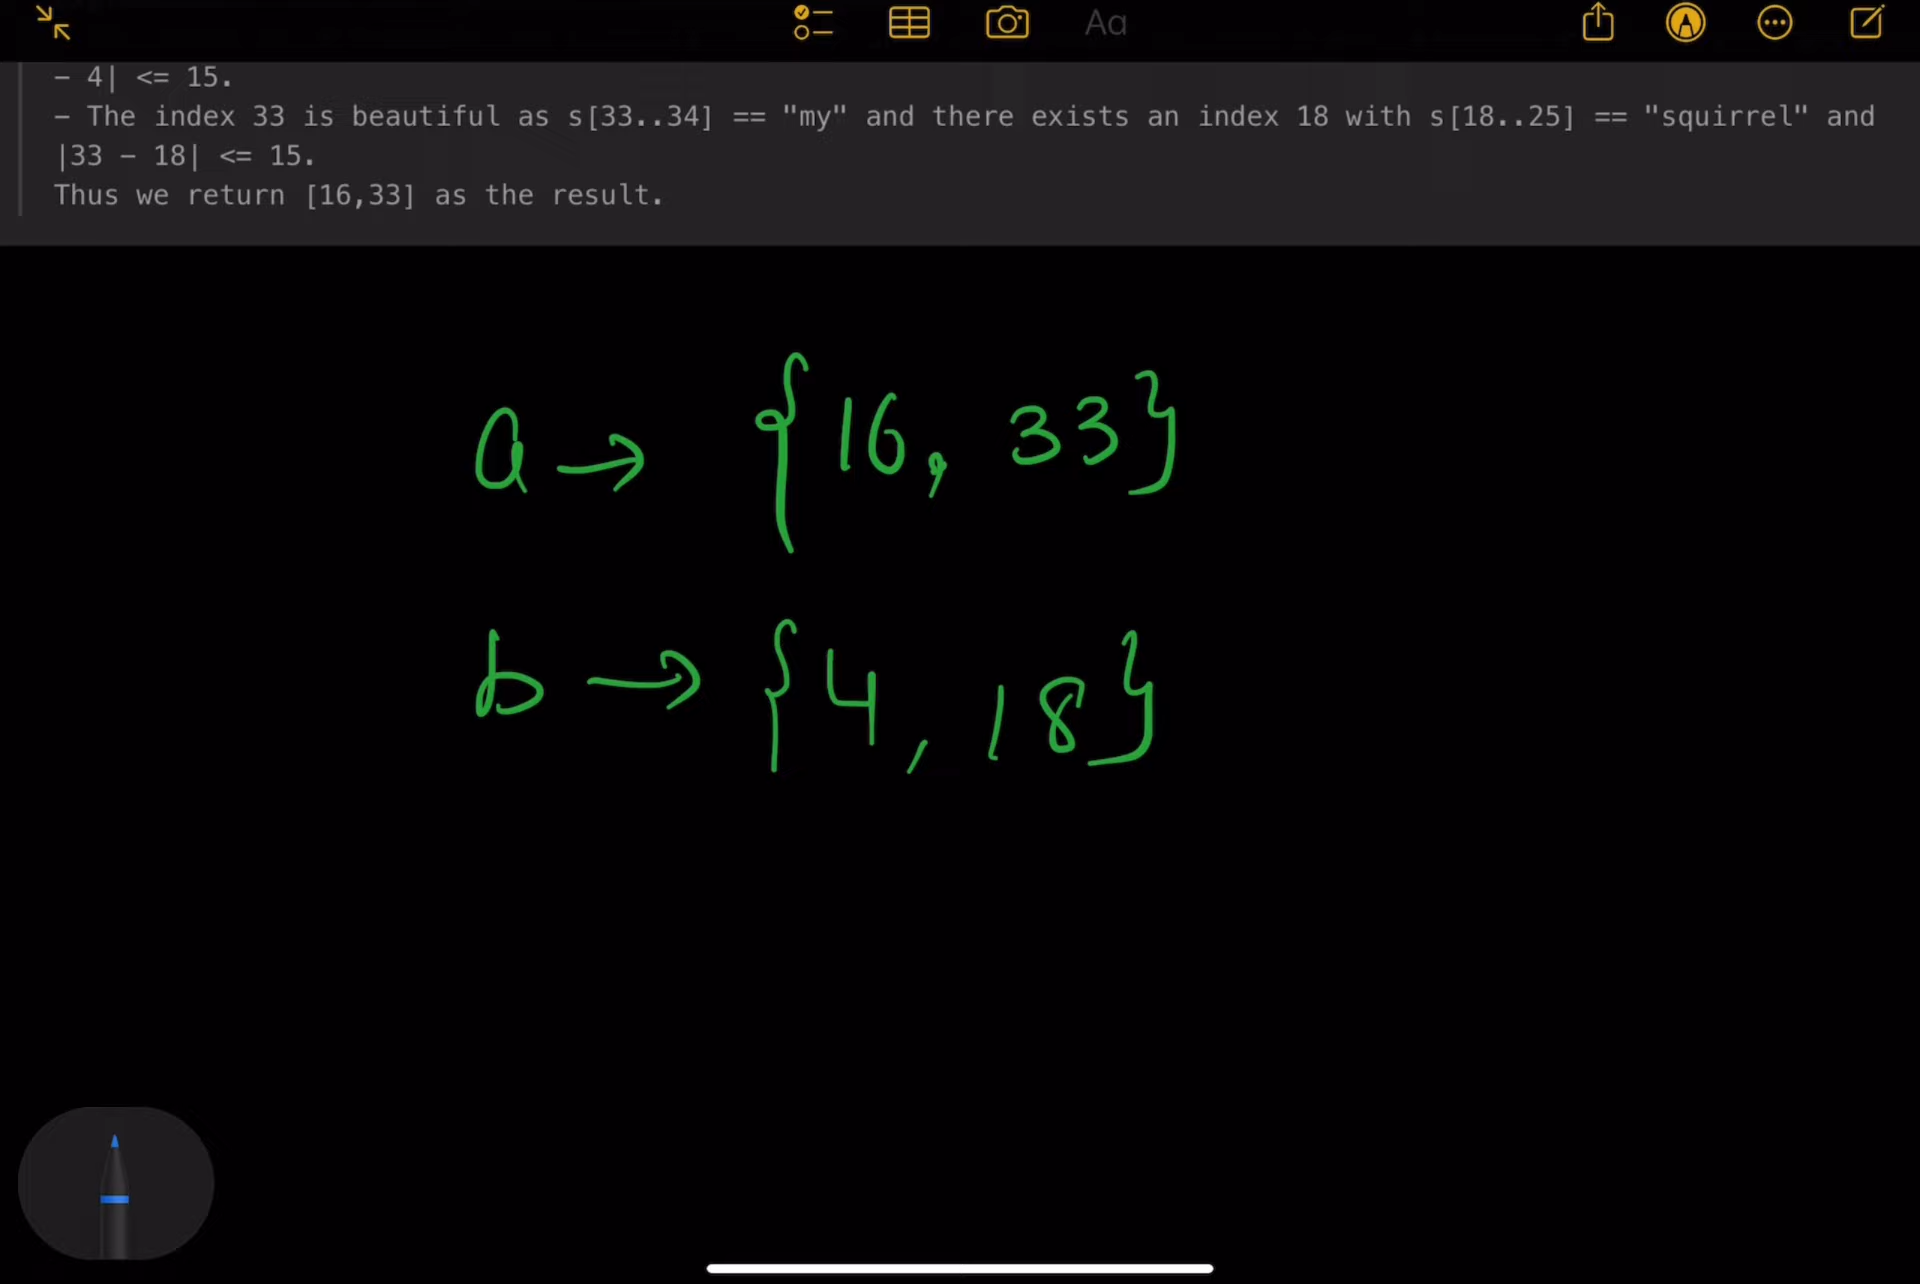 Aa
- 4| <= 15.
- The index 33 is beautiful as s[33..34] == "my" and there exists an index 18 with s[18..25] == "squirrel" and
|33 - 18| <= 15.
Thus we return [16,33] as the result.
a → {16, 33}
b → {4, 18}